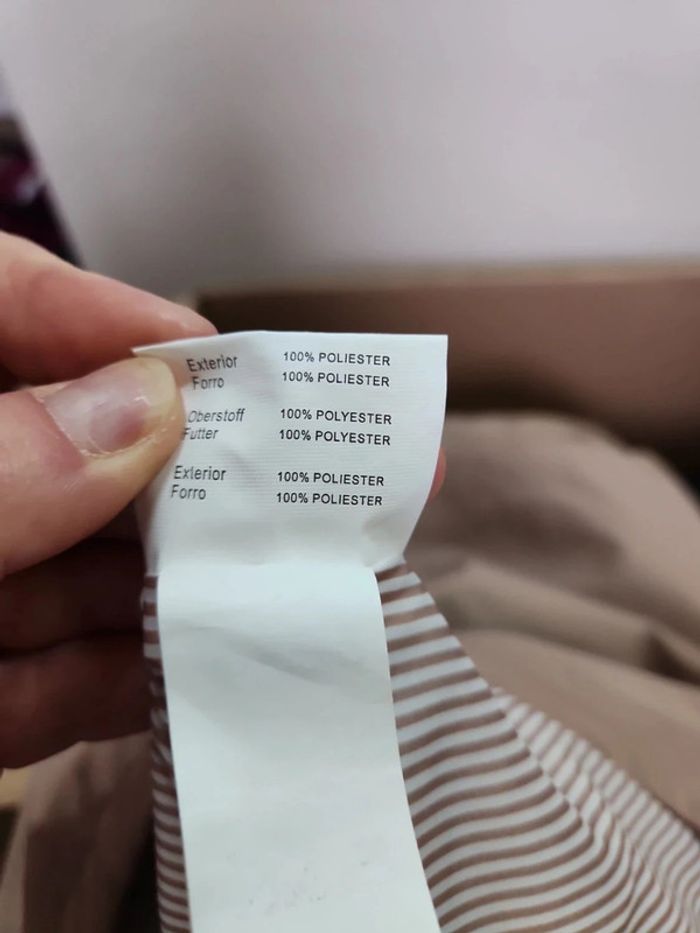 Exterior 100% POLIESTER
Forro 100% POLIESTER
Oberstoff 100% POLYESTER
Futter 100% POLYESTER
Exterior 100% POLIESTER
Forro 100% POLIESTER